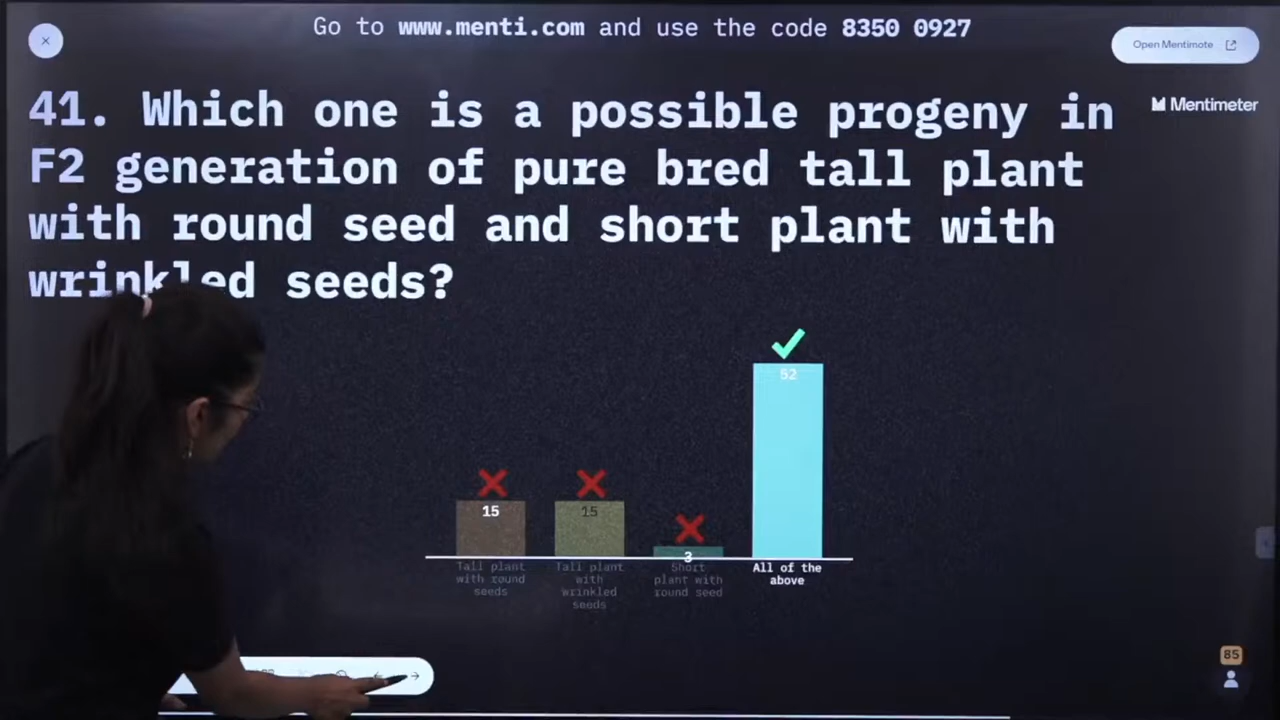 Go to www.menti.com and use the code 8350 0927
Open Mentimote
Mentimeter
41. Which one is a possible progeny in
F2 generation of pure bred tall plant
with round seed and short plant with
wrinkled seeds?
52
15
15
3
Tall plant
with round
seeds
Tall plant
with
wrinkled
seeds
Short
plant with
round seed
All of the
above
85